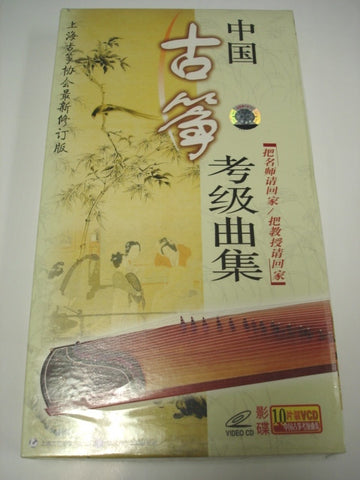 上海古筝协会最新修订版
中国
古筝
考级曲集
把名师请回家/把教授请回家
VIDEO CD
影碟
10片装VCD